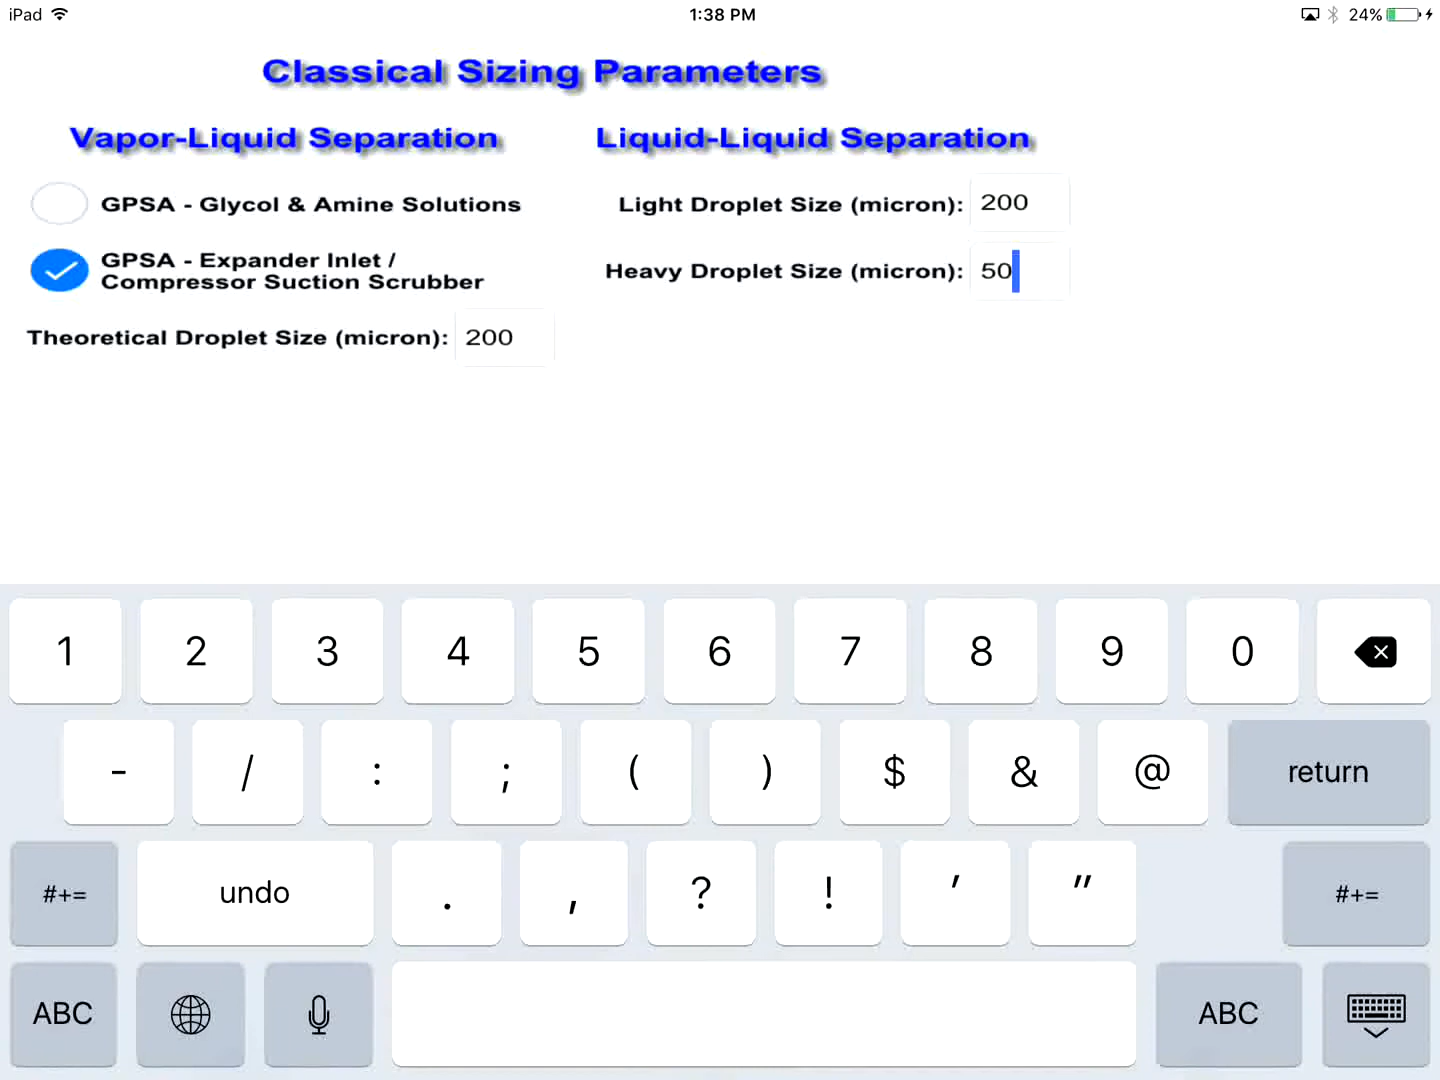 iPad 1:38 PM 24%
Classical Sizing Parameters
Vapor-Liquid Separation Liquid-Liquid Separation
GPSA - Glycol & Amine Solutions Light Droplet Size (micron): 200
GPSA - Expander Inlet /
Compressor Suction Scrubber
Heavy Droplet Size (micron): 50
Theoretical Droplet Size (micron): 200
1 2 3 4 5 6 7 8 9 0
- / : ; ( ) $ & @ return
#+= undo . , ? ! ' " #+=
ABC ABC